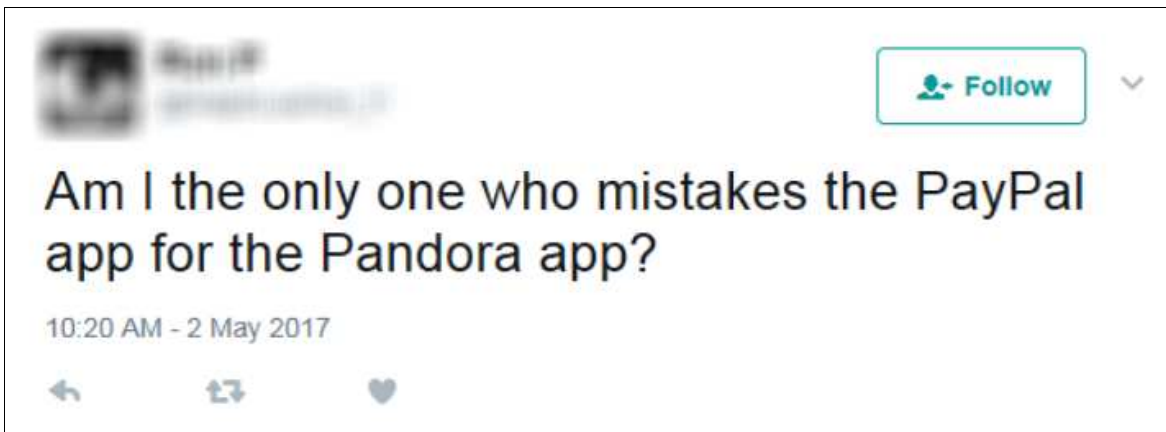 Follow
Am I the only one who mistakes the PayPal
app for the Pandora app?
10:20 AM - 2 May 2017